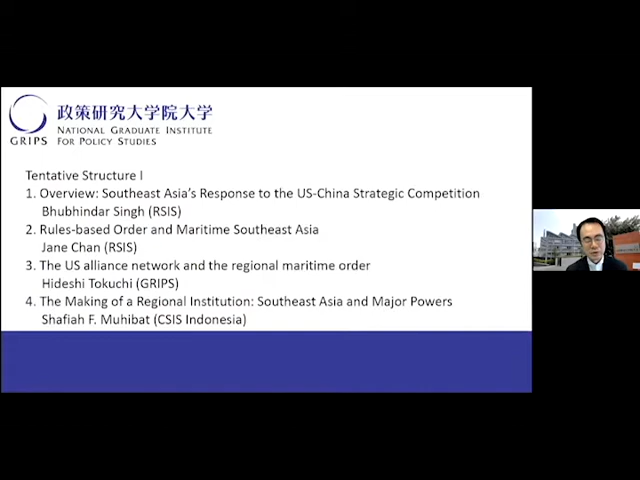 政策研究大学院大学
NATIONAL GRADUATE INSTITUTE
FOR POLICY STUDIES
GRIPS
Tentative Structure I
1. Overview: Southeast Asia's Response to the US-China Strategic Competition
Bhubhindar Singh (RSIS)
2. Rules-based Order and Maritime Southeast Asia
Jane Chan (RSIS)
3. The US alliance network and the regional maritime order
Hideshi Tokuchi (GRIPS)
4. The Making of a Regional Institution: Southeast Asia and Major Powers
Shafiah F. Muhibat (CSIS Indonesia)